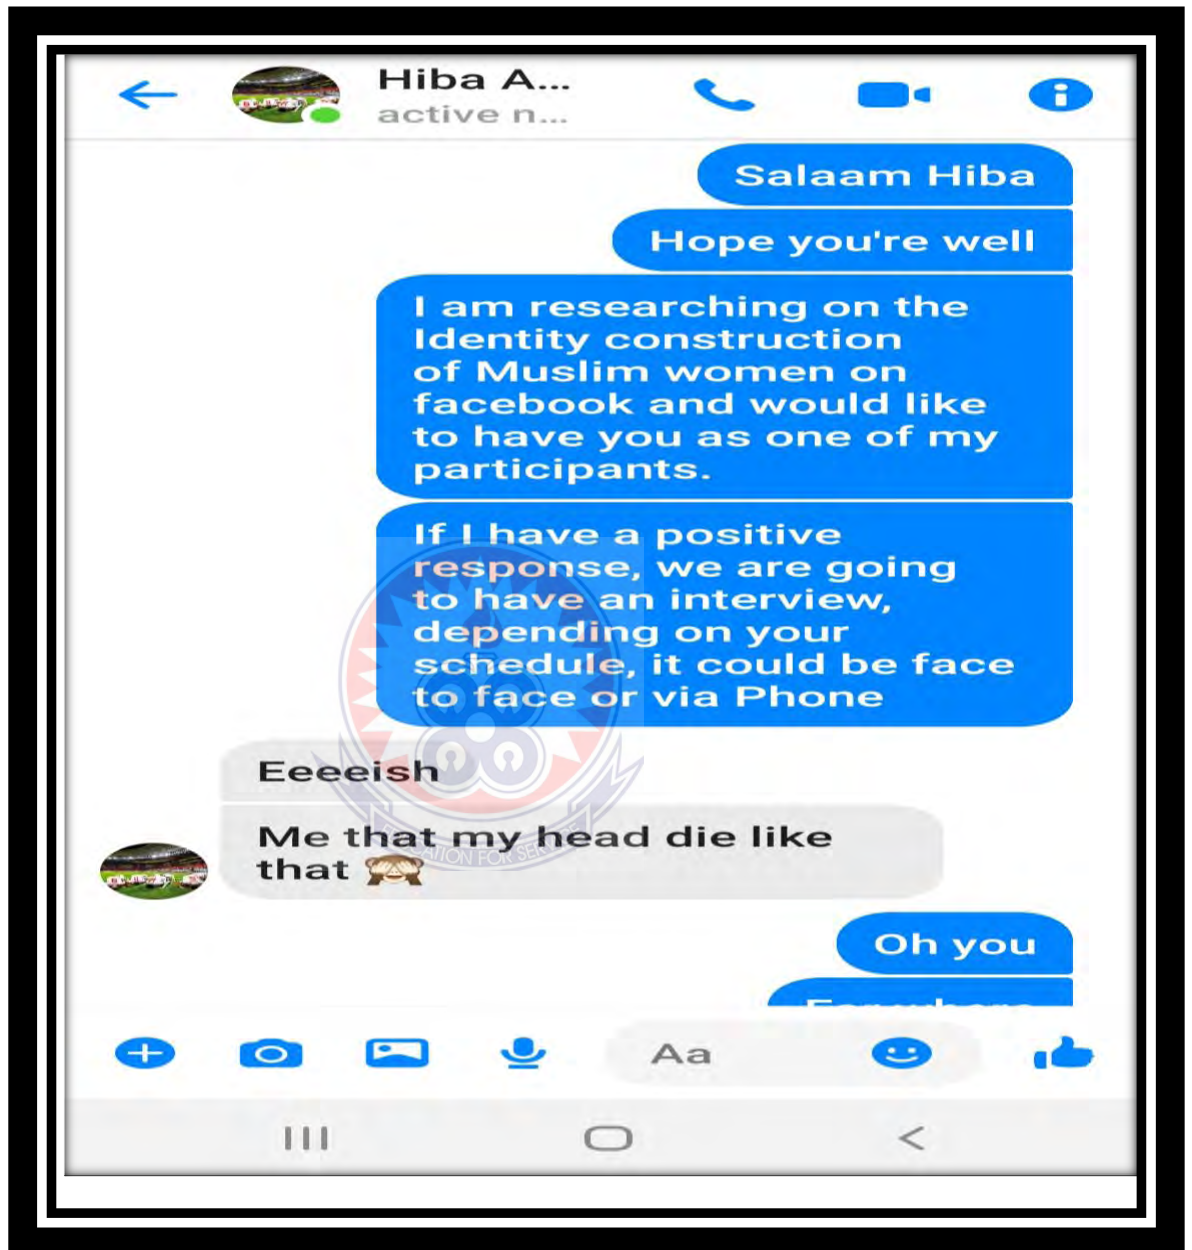 Hiba A...
active n...
Salaam Hiba
Hope you're well
I am researching on the
Identity construction
of Muslim women on
facebook and would like
to have you as one of my
participants.
If I have a positive
response, we are going
to have an interview,
depending on your
schedule, it could be face
to face or via Phone
Eeeeish
Me that my head die like
that 🙈
EDUCATION FOR SERVICE
Oh you
Aa